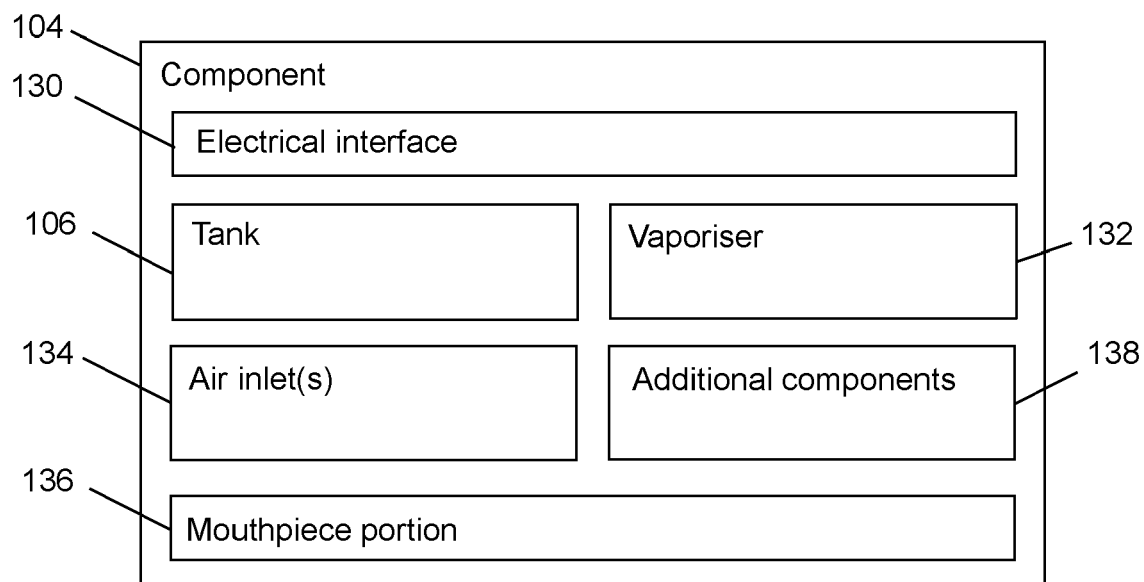 104
Component
130
Electrical interface
106
Tank
Vaporiser
132
134
Air inlet(s)
Additional components
138
136
Mouthpiece portion